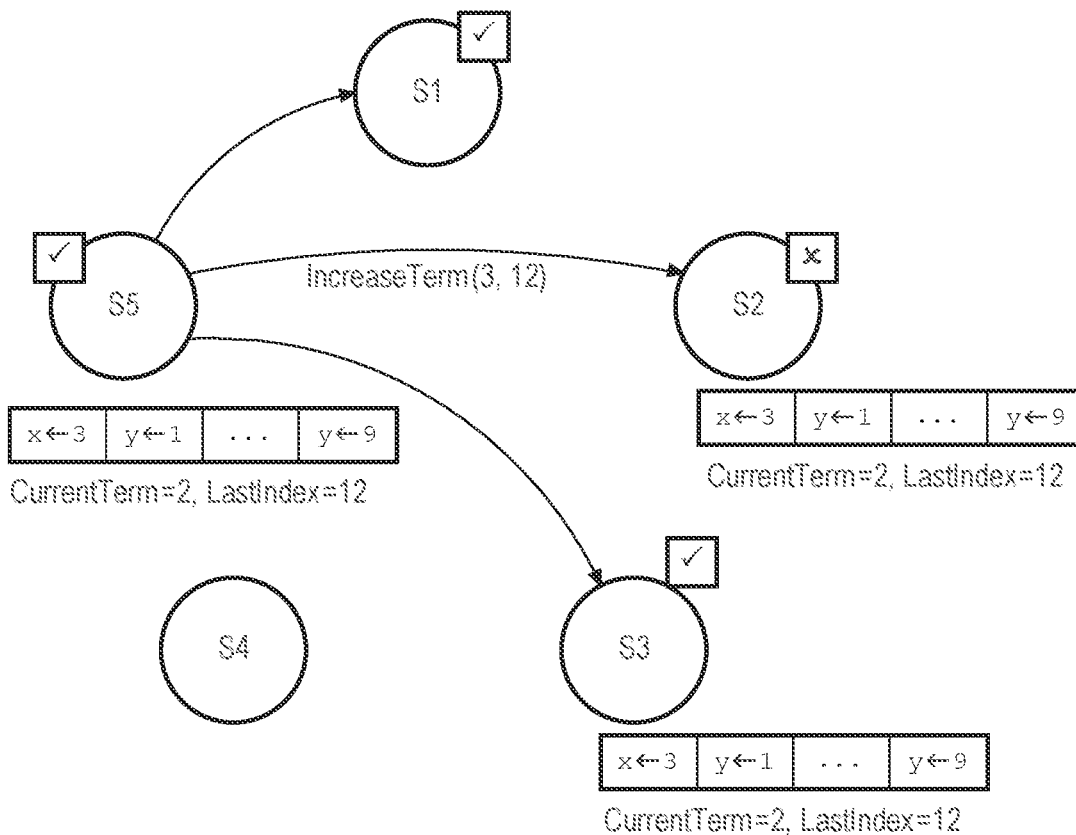 ✓
S1
✓
S5
IncreaseTerm(3, 12)
x
S2
x←3 y←1 ... y←9
CurrentTerm=2, LastIndex=12
x←3 y←1 ... y←9
CurrentTerm=2, LastIndex=12
✓
S4
S3
x←3 y←1 ... y←9
CurrentTerm=2, LastIndex=12